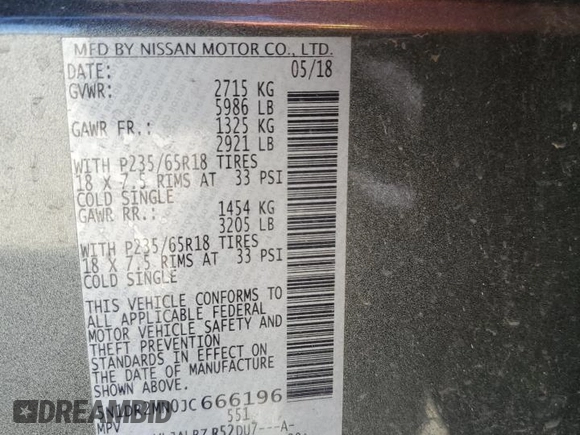 MFD BY NISSAN MOTOR CO., LTD.
DATE: 05/18
GVWR: 2715 KG
5986 LB
GAWR FR.: 1325 KG
2921 LB
WITH P235/65R18 TIRES
18 X 7.5 RIMS AT 33 PSI
COLD SINGLE
GAWR RR.: 1454 KG
3205 LB
WITH P235/65R18 TIRES
18 X 7.5 RIMS AT 33 PSI
COLD SINGLE
THIS VEHICLE CONFORMS TO
ALL APPLICABLE FEDERAL
MOTOR VEHICLE SAFETY AND
THEFT PREVENTION
STANDARDS IN EFFECT ON
THE DATE OF MANUFACTURE
SHOWN ABOVE.
5N1DR2MN0JC666196
551
MPV
autobidcar